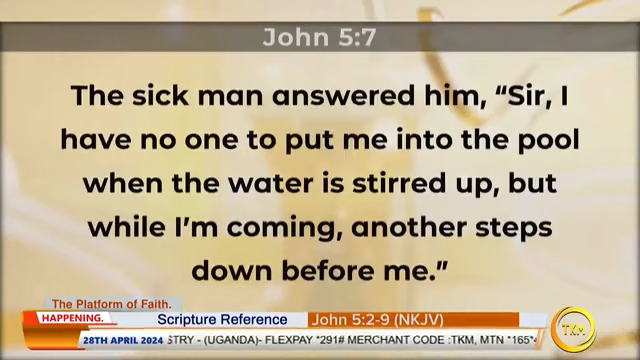 John 5:7
The sick man answered him, “Sir, I
have no one to put me into the pool
when the water is stirred up, but
while I’m coming, another steps
down before me.”
The Platform of Faith.
HAPPENING.
Scripture Reference
John 5:2-9 (NKJV)
28TH APRIL 2024
STRY - (UGANDA)- FLEXPAY *291# MERCHANT CODE :TKM, MTN *165*
TKM